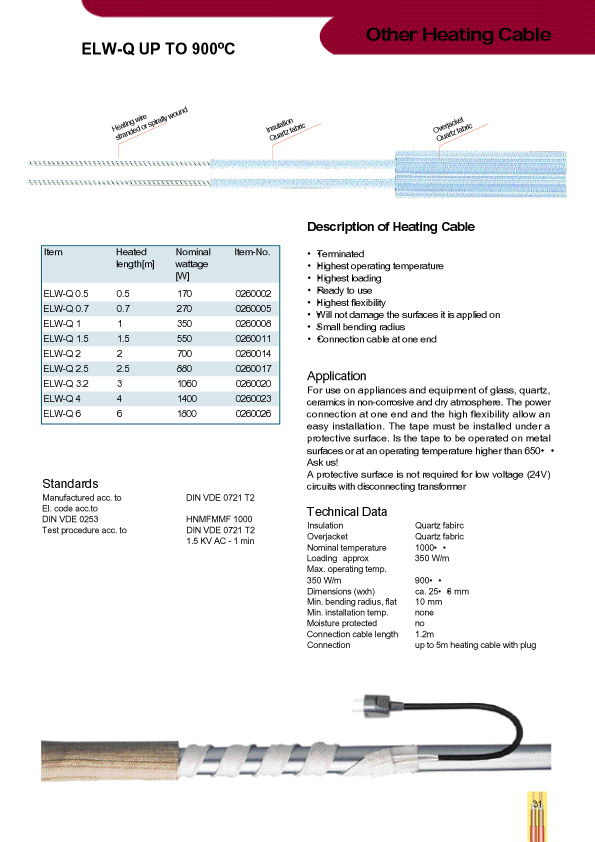 Other Heating Cable
ELW-Q UP TO 900ºC
Heating wire
stranded or spirally wound
Insulation
Quartz fabric
Overjacket
Quartz fabric
Item Heated length[m] Nominal wattage [W] Item-No.
ELW-Q 0.5 0.5 170 0260002
ELW-Q 0.7 0.7 270 0260005
ELW-Q 1 1 350 0260008
ELW-Q 1.5 1.5 550 0260011
ELW-Q 2 2 700 0260014
ELW-Q 2.5 2.5 880 0260017
ELW-Q 3.2 3 1060 0260020
ELW-Q 4 4 1400 0260023
ELW-Q 6 6 1800 0260026
Standards
Manufactured acc. to DIN VDE 0721 T2
El. code acc.to
DIN VDE 0253 HNMFMMF 1000
Test procedure acc. to DIN VDE 0721 T2
1.5 KV AC - 1 min
Description of Heating Cable
• Terminated
• Highest operating temperature
• Highest loading
• Ready to use
• Highest flexibility
• Will not damage the surfaces it is applied on
• Small bending radius
• Connection cable at one end
Application
For use on appliances and equipment of glass, quartz,
ceramics in non-corrosive and dry atmosphere. The power
connection at one end and the high flexibility allow an
easy installation. The tape must be installed under a
protective surface. Is the tape to be operated on metal
surfaces or at an operating temperature higher than 650• •
Ask us!
A protective surface is not required for low voltage (24V)
circuits with disconnecting transformer
Technical Data
Insulation Quartz fabirc
Overjacket Quartz fabric
Nominal temperature 1000• •
Loading approx 350 W/m
Max. operating temp.
350 W/m 900• •
Dimensions (wxh) ca. 25• 6 mm
Min. bending radius, flat 10 mm
Min. installation temp. none
Moisture protected no
Connection cable length 1.2m
Connection up to 5m heating cable with plug
31